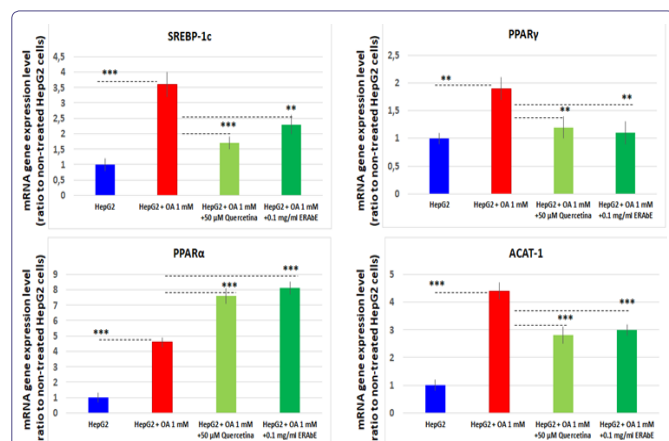 SREBP-1c
mRNA gene expression level
(ratio to non-treated HepG2 cells)
4,5
4
3,5
3
2,5
2
1,5
1
0,5
0
***
***
**
HepG2
HepG2 + OA 1 mM
HepG2 + OA 1 mM
+50 µM Quercetina
HepG2 + OA 1 mM
+0.1 mg/ml ERAbE
PPARγ
mRNA gene expression level
(ratio to non-treated HepG2 cells)
2,5
2
1,5
1
0,5
0
**
**
**
HepG2
HepG2 + OA 1 mM
HepG2 + OA 1 mM
+50 µM Quercetina
HepG2 + OA 1 mM
+0.1 mg/ml ERAbE
PPARα
mRNA gene expression level
(ratio to non-treated HepG2 cells)
9
8
7
6
5
4
3
2
1
0
***
***
***
HepG2
HepG2 + OA 1 mM
HepG2 + OA 1 mM
+50 µM Quercetina
HepG2 + OA 1 mM
+0.1 mg/ml ERAbE
ACAT-1
mRNA gene expression level
(ratio to non-treated HepG2 cells)
5
4
3
2
1
0
***
***
***
HepG2
HepG2 + OA 1 mM
HepG2 + OA 1 mM
+50 µM Quercetina
HepG2 + OA 1 mM
+0.1 mg/ml ERAbE